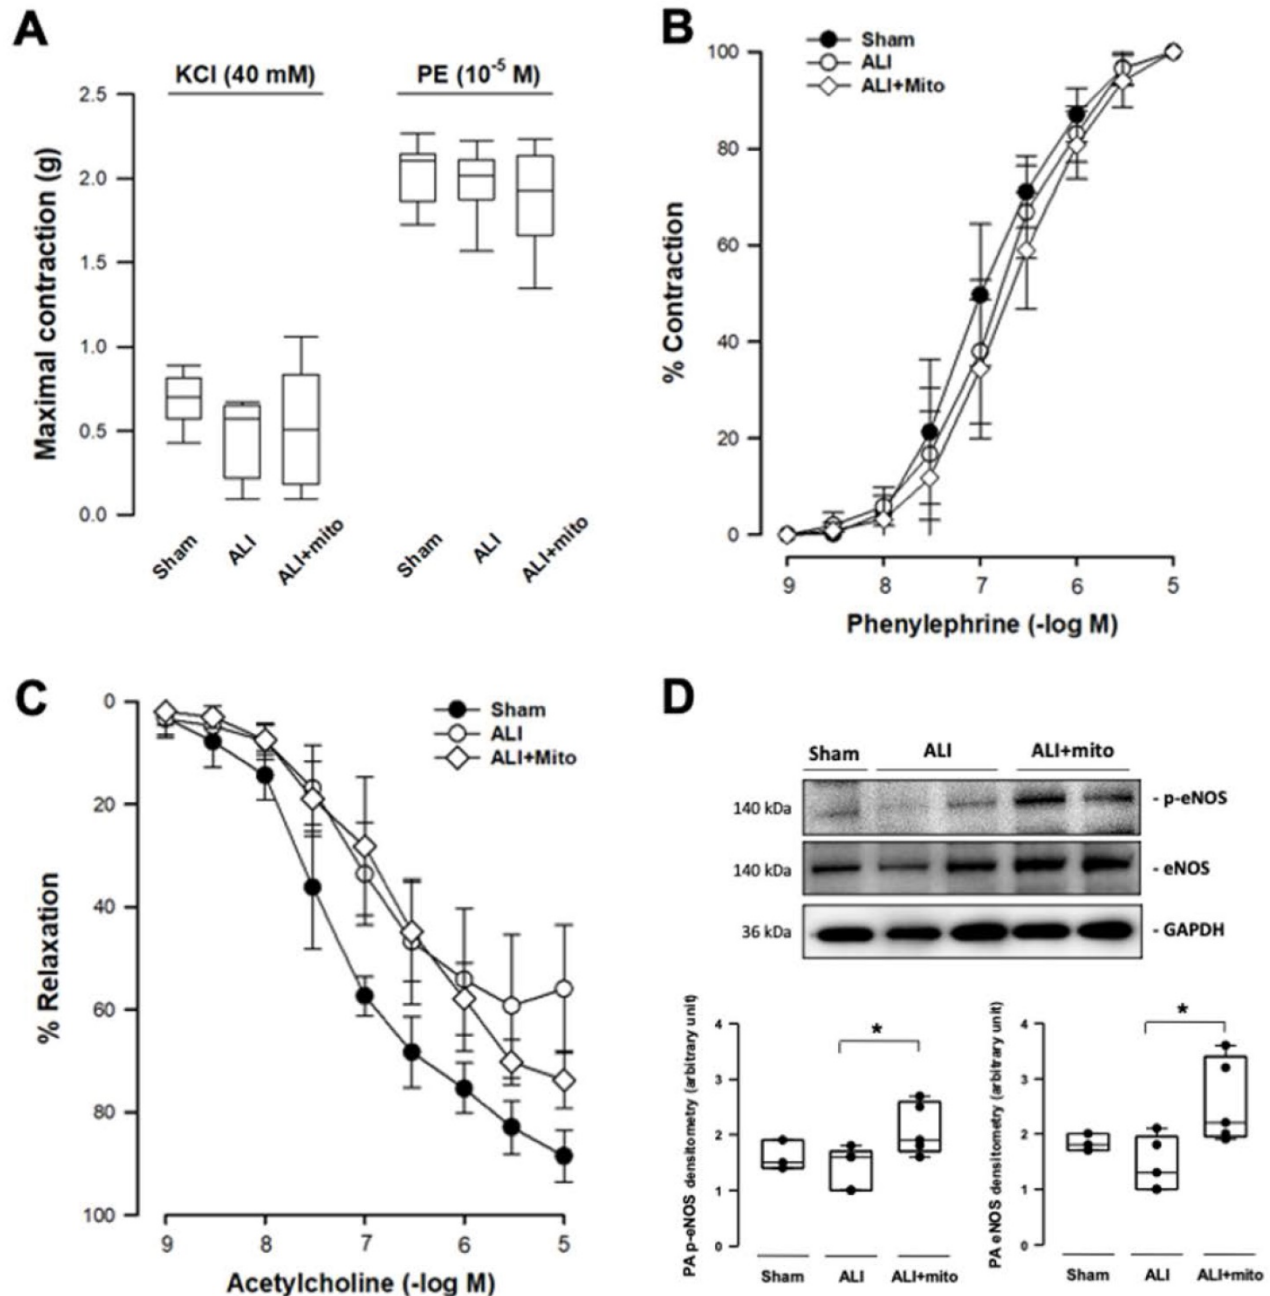 A
KCl (40 mM)
PE (10⁻⁵ M)
Maximal contraction (g)
2.5
2.0
1.5
1.0
0.5
0.0
Sham
ALI
ALI+mito
Sham
ALI
ALI+mito
B
Sham
ALI
ALI+Mito
% Contraction
100
80
60
40
20
0
9 8 7 6 5
Phenylephrine (-log M)
C
Sham
ALI
ALI+Mito
% Relaxation
0
20
40
60
80
100
9 8 7 6 5
Acetylcholine (-log M)
D
Sham ALI ALI+mito
140 kDa - p-eNOS
140 kDa - eNOS
36 kDa - GAPDH
PA p-eNOS densitometry (arbitrary unit)
4
3
2
1
0
*
Sham ALI ALI+mito
PA eNOS densitometry (arbitrary unit)
4
3
2
1
0
*
Sham ALI ALI+mito